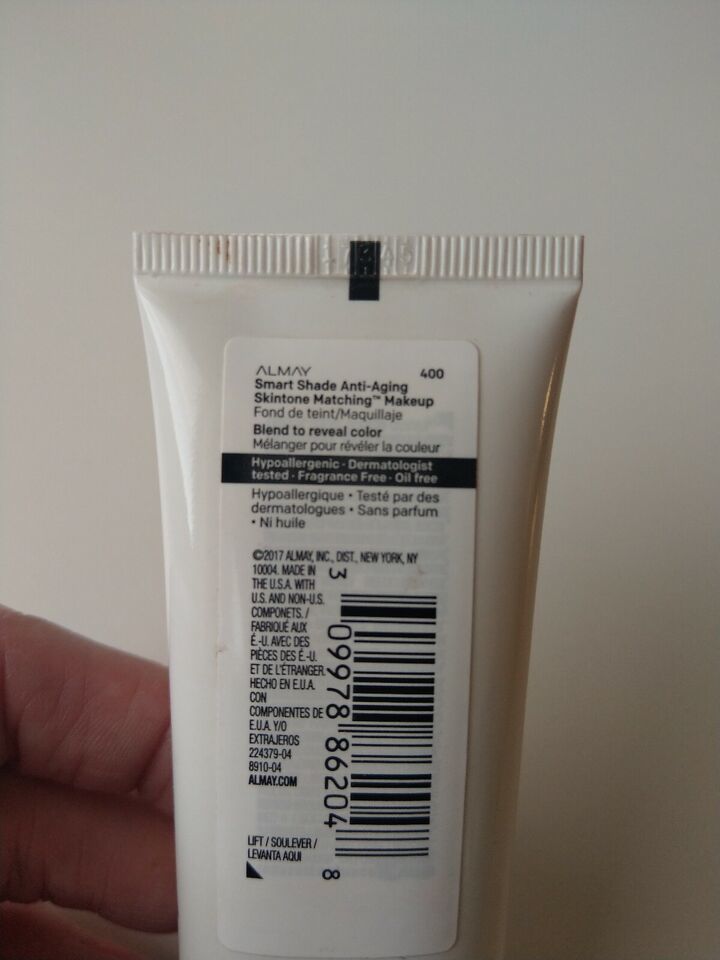 ALMAY 400
Smart Shade Anti-Aging
Skintone Matching™ Makeup
Fond de teint/Maquillaje
Blend to reveal color
Mélanger pour révéler la couleur
Hypoallergenic · Dermatologist
tested · Fragrance Free · Oil free
Hypoallergique • Testé par des
dermatologues • Sans parfum
• Ni huile
©2017 ALMAY, INC., DIST., NEW YORK, NY
10004. MADE IN
THE U.S.A. WITH
U.S. AND NON-U.S.
COMPONETS. /
FABRIQUÉ AUX
É.-U. AVEC DES
PIÈCES DES É.-U.
ET DE L'ÉTRANGER.
HECHO EN E.U.A.
CON
COMPONENTES DE
E.U.A. Y/O
EXTRAJEROS
224379-04
8910-04
ALMAY.COM
3 09978 86204 8
LIFT / SOULEVER /
LEVANTA AQUI